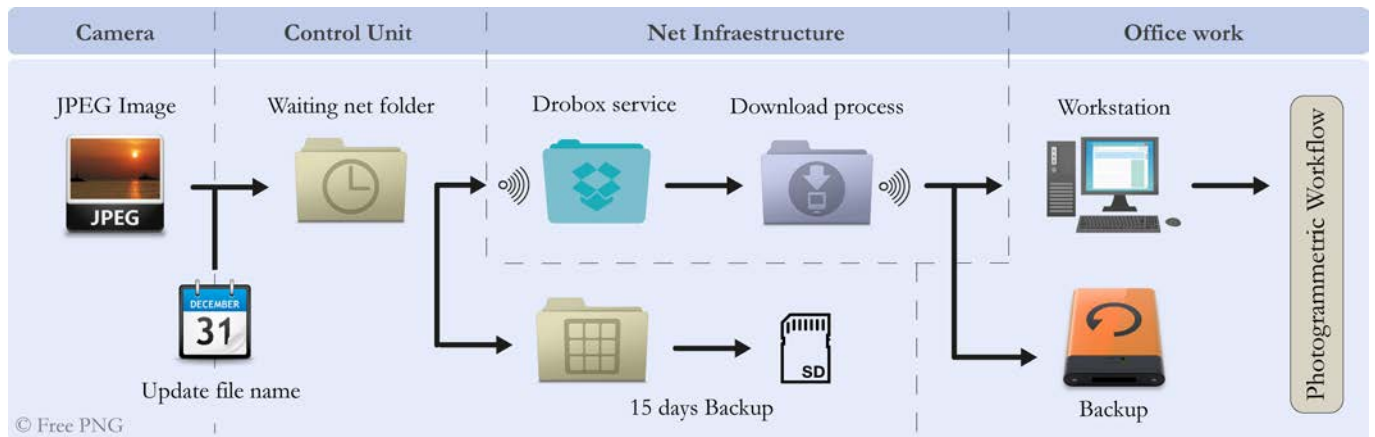 Camera
Control Unit
Net Infraestructure
Office work
JPEG Image
Waiting net folder
Drobox service
Download process
Workstation
JPEG
Photogrammetric Workflow
DECEMBER
31
SD
Update file name
15 days Backup
Backup
© Free PNG